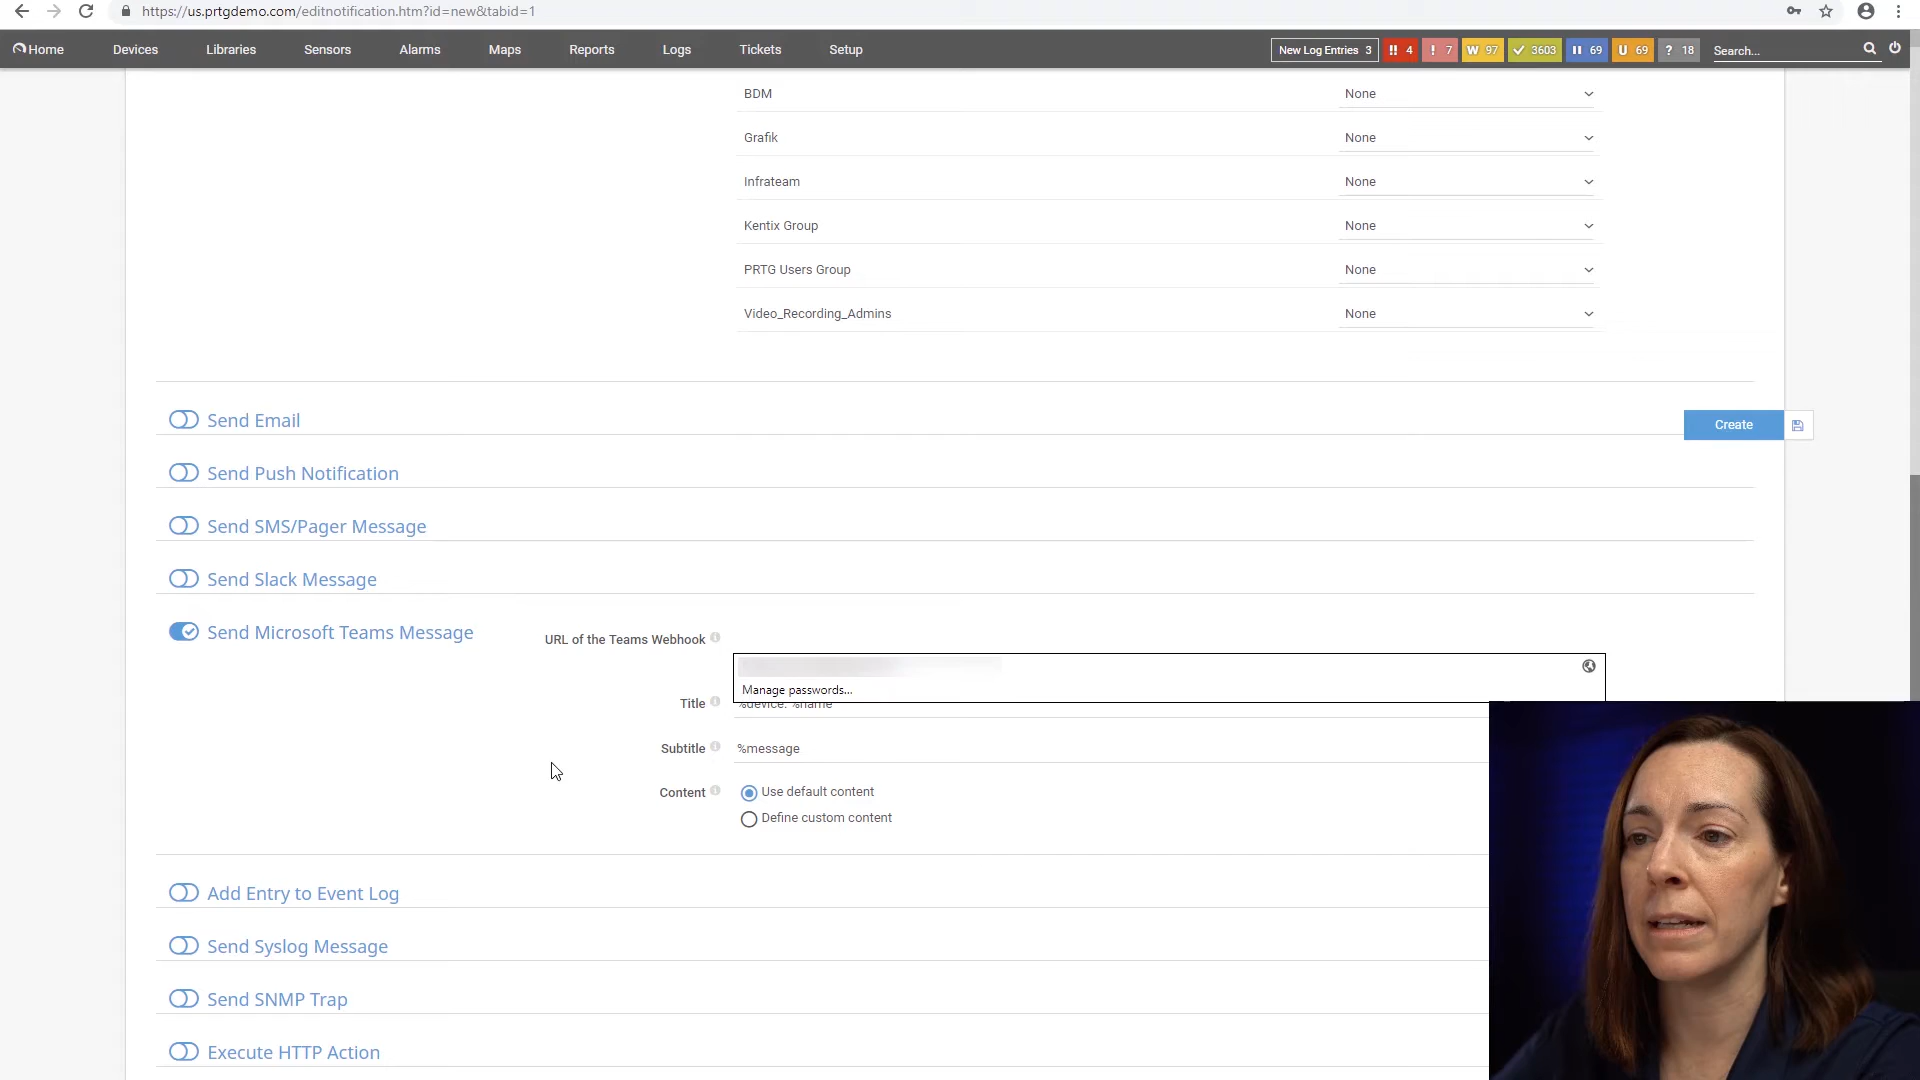 https://us.prtgdemo.com/editnotification.htm?id=new&tabid=1
Home Devices Libraries Sensors Alarms Maps Reports Logs Tickets Setup New Log Entries 3 !! 4 ! 7 W 97 3603 69 U 69 ? 18 Search...
BDM None
Grafik None
Infrateam None
Kentix Group None
PRTG Users Group None
Video_Recording_Admins None
Send Email
Create
Send Push Notification
Send SMS/Pager Message
Send Slack Message
Send Microsoft Teams Message
URL of the Teams Webhook
Manage passwords...
Title %device: %name
Subtitle %message
Content Use default content
Define custom content
Add Entry to Event Log
Send Syslog Message
Send SNMP Trap
Execute HTTP Action